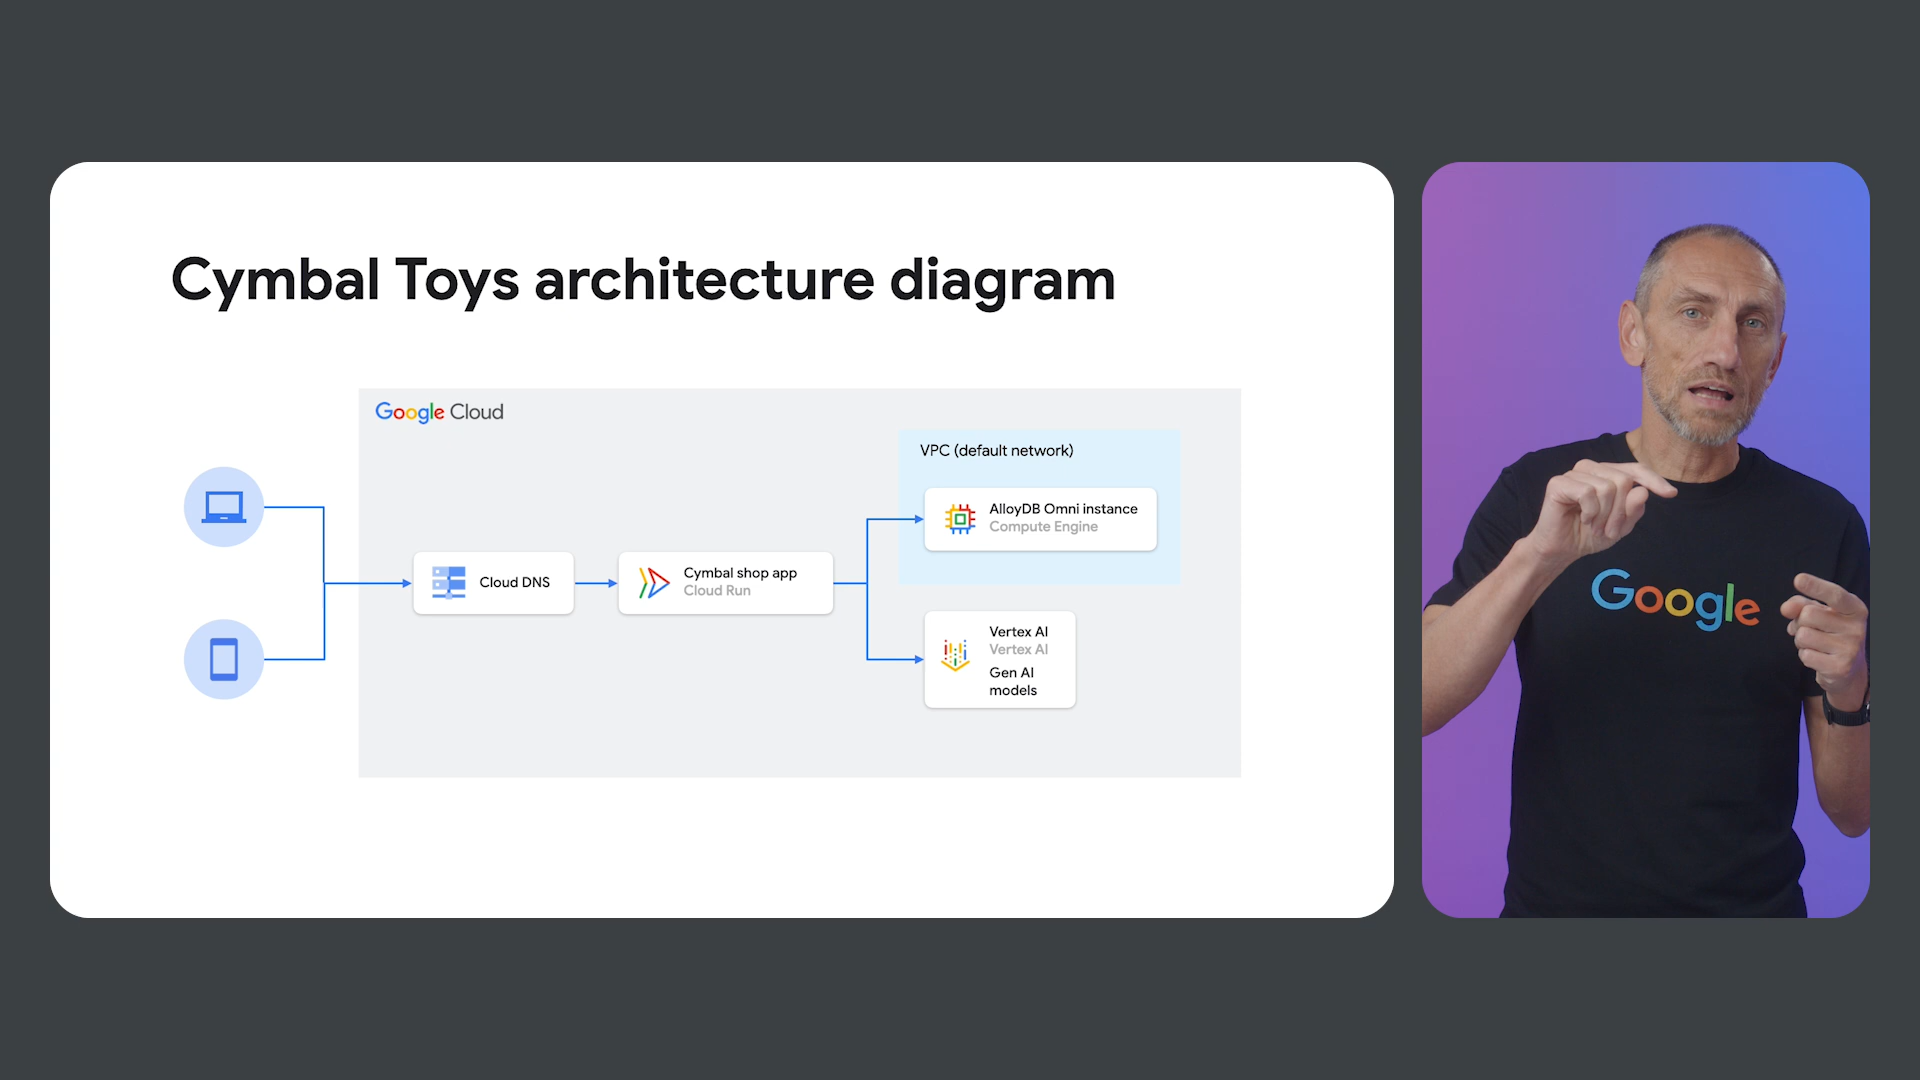 Cymbal Toys architecture diagram
Google Cloud
VPC (default network)
AlloyDB Omni instance
Compute Engine
Cloud DNS
Cymbal shop app
Cloud Run
Vertex AI
Vertex AI
Gen AI
models
Google